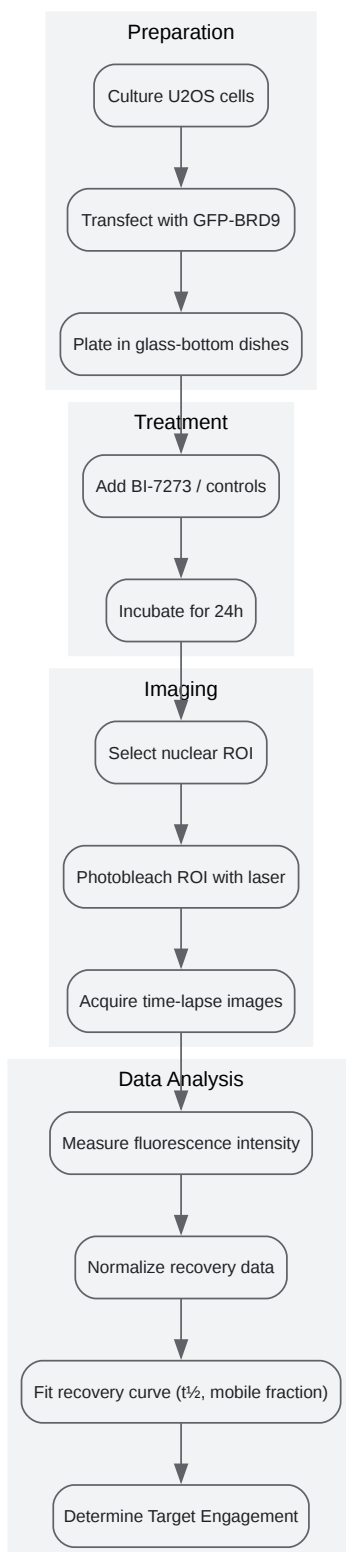 Preparation
Culture U2OS cells
Transfect with GFP-BRD9
Plate in glass-bottom dishes
Treatment
Add BI-7273 / controls
Incubate for 24h
Imaging
Select nuclear ROI
Photobleach ROI with laser
Acquire time-lapse images
Data Analysis
Measure fluorescence intensity
Normalize recovery data
Fit recovery curve (t½, mobile fraction)
Determine Target Engagement